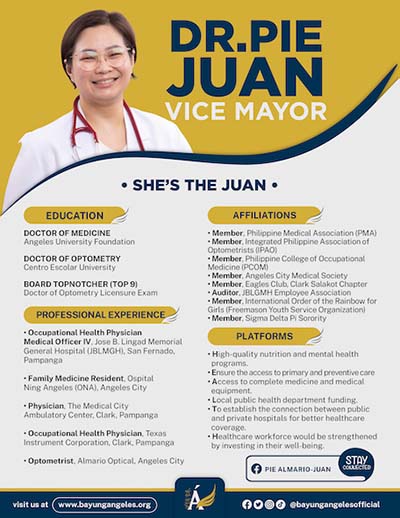 DR.PIE
JUAN
VICE MAYOR
• SHE'S THE JUAN •
EDUCATION
DOCTOR OF MEDICINE
Angeles University Foundation
DOCTOR OF OPTOMETRY
Centro Escolar University
BOARD TOPNOTCHER (TOP 9)
Doctor of Optometry Licensure Exam
PROFESSIONAL EXPERIENCE
• Occupational Health Physician
Medical Officer IV, Jose B. Lingad Memorial
General Hospital (JBLMGH), San Fernado,
Pampanga
• Family Medicine Resident, Ospital
Ning Angeles (ONA), Angeles City
• Physician, The Medical City
Ambulatory Center, Clark, Pampanga
• Occupational Health Physician, Texas
Instrument Corporation, Clark, Pampanga
• Optometrist, Almario Optical, Angeles City
AFFILIATIONS
• Member, Philippine Medical Association (PMA)
• Member, Integrated Philippine Association of
Optometrists (IPAO)
• Member, Philippine College of Occupational
Medicine (PCOM)
• Member, Angeles City Medical Society
• Member, Eagles Club, Clark Salakot Chapter
• Auditor, JBLGMH Employee Association
• Member, International Order of the Rainbow for
Girls (Freemason Youth Service Organization)
• Member, Sigma Delta Pi Sorority
PLATFORMS
• High-quality nutrition and mental health
programs.
• Ensure the access to primary and preventive care
• Access to complete medicine and medical
equipment.
• Local public health department funding.
• To establish the connection between public
and private hospitals for better healthcare
coverage.
• Healthcare workforce would be strengthened
by investing in their well-being.
PIE ALMARIO-JUAN
STAY
CONNECTED
visit us at
www.bayungangeles.org
@bayungangelesofficial